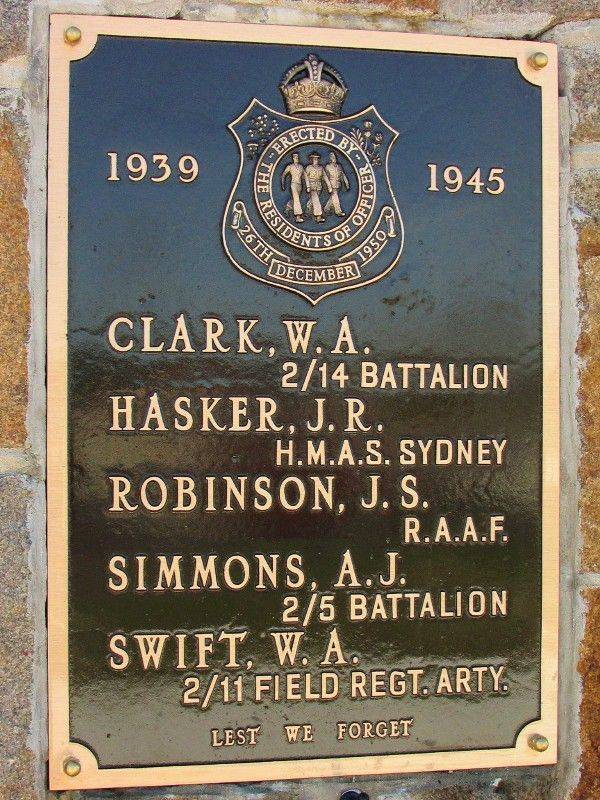 ERECTED BY
THE RESIDENTS OF OFFICER
26TH DECEMBER 1950
1939 1945
CLARK, W. A.
2/14 BATTALION
HASKER, J. R.
H.M.A.S. SYDNEY
ROBINSON, J. S.
R.A.A.F.
SIMMONS, A. J.
2/5 BATTALION
SWIFT, W. A.
2/11 FIELD REGT. ARTY.
LEST WE FORGET